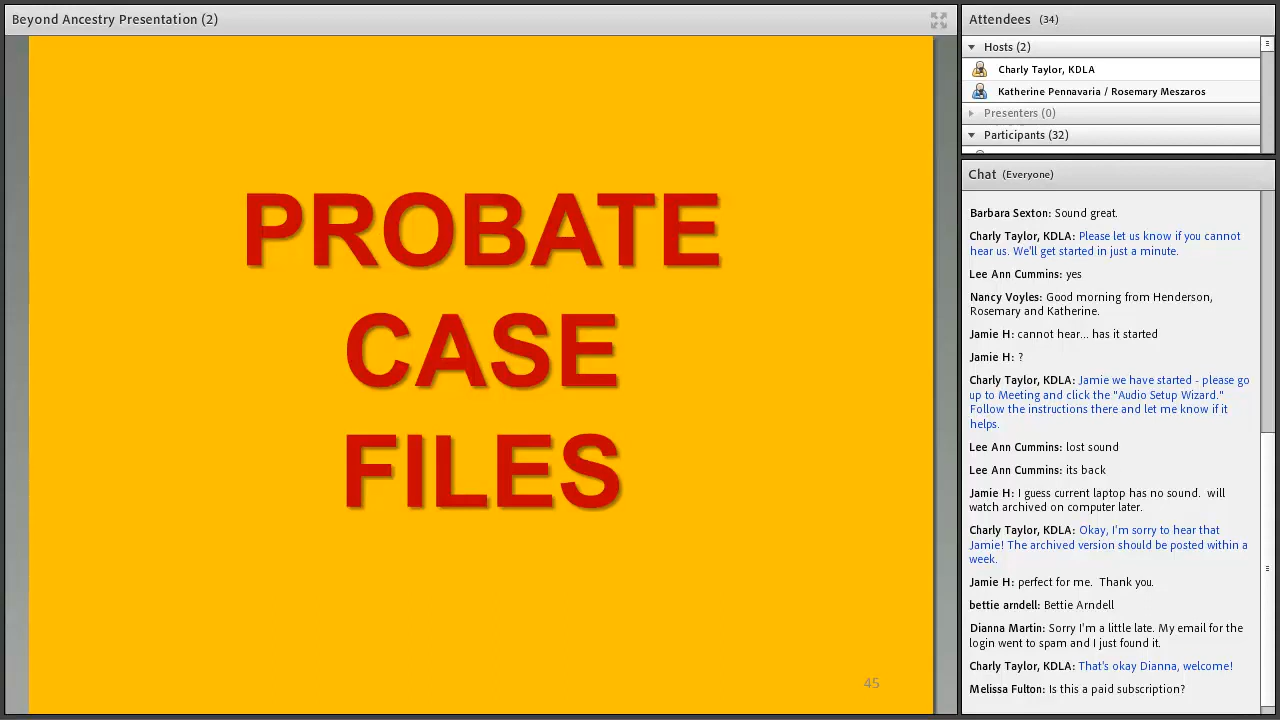 Beyond Ancestry Presentation (2)
PROBATE
CASE
FILES
45
Attendees (34)
Hosts (2)
Charly Taylor, KDLA
Katherine Pennavaria / Rosemary Meszaros
Presenters (0)
Participants (32)
Chat (Everyone)
Barbara Sexton: Sound great.
Charly Taylor, KDLA: Please let us know if you cannot
hear us. We'll get started in just a minute.
Lee Ann Cummins: yes
Nancy Voyles: Good morning from Henderson,
Rosemary and Katherine.
Jamie H: cannot hear... has it started
Jamie H: ?
Charly Taylor, KDLA: Jamie we have started - please go
up to Meeting and click the "Audio Setup Wizard."
Follow the instructions there and let me know if it
helps.
Lee Ann Cummins: lost sound
Lee Ann Cummins: its back
Jamie H: I guess current laptop has no sound.  will
watch archived on computer later.
Charly Taylor, KDLA: Okay, I'm sorry to hear that
Jamie! The archived version should be posted within a
week.
Jamie H: perfect for me.  Thank you.
bettie arndell: Bettie Arndell
Dianna Martin: Sorry I'm a little late. My email for the
login went to spam and I just found it.
Charly Taylor, KDLA: That's okay Dianna, welcome!
Melissa Fulton: Is this a paid subscription?